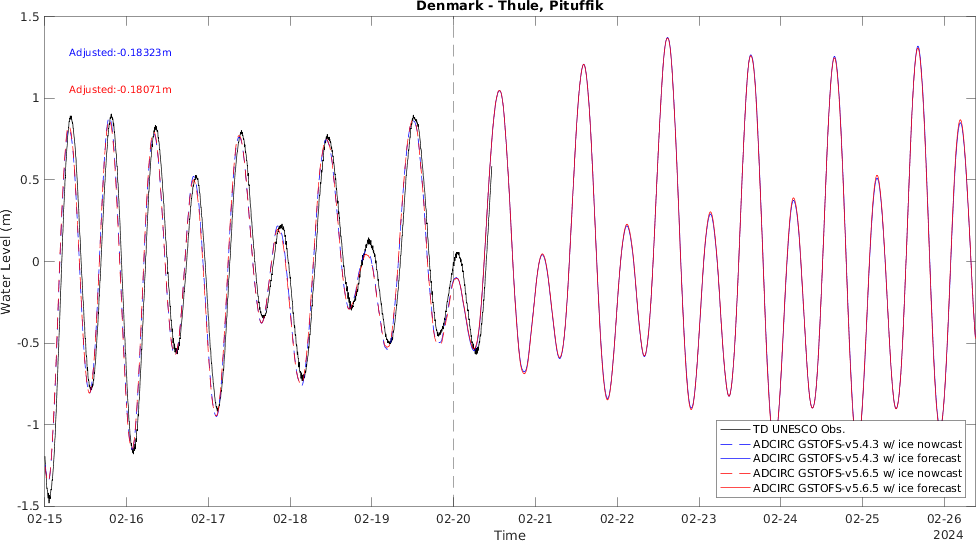 Denmark - Thule, Pituffik
1.5
Adjusted:-0.18323m
Adjusted:-0.18071m
1
0.5
0
-0.5
-1
-1.5
Water Level (m)
TD UNESCO Obs.
ADCIRC GSTOFS-v5.4.3 w/ ice nowcast
ADCIRC GSTOFS-v5.4.3 w/ ice forecast
ADCIRC GSTOFS-v5.6.5 w/ ice nowcast
ADCIRC GSTOFS-v5.6.5 w/ ice forecast
02-15 02-16 02-17 02-18 02-19 02-20 02-21 02-22 02-23 02-24 02-25 02-26
Time
2024